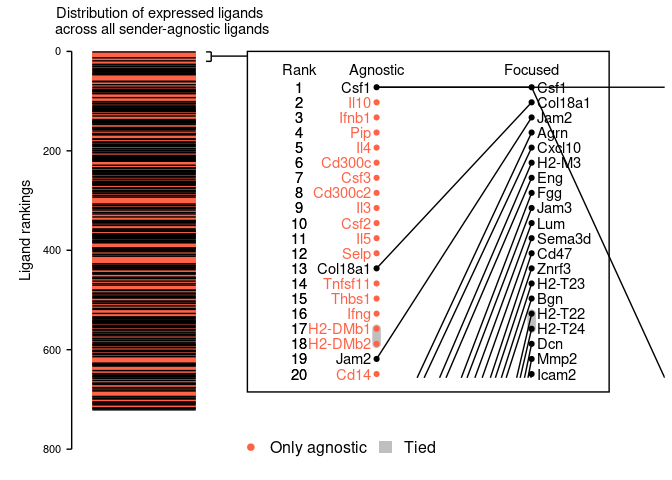 Distribution of expressed ligands
across all sender-agnostic ligands
0
200
400
600
800
Ligand rankings
Rank Agnostic Focused
1 Csf1 Csf1
2 Il10 Col18a1
3 Ifnb1 Jam2
4 Pip Agrn
5 Il4 Cxcl10
6 Cd300c H2-M3
7 Csf3 Eng
8 Cd300c2 Fgg
9 Il3 Jam3
10 Csf2 Lum
11 Il5 Sema3d
12 Selp Cd47
13 Col18a1 Znrf3
14 Tnfsf11 H2-T23
15 Thbs1 Bgn
16 Ifng H2-T22
17 H2-DMb1 H2-T24
18 H2-DMb2 Dcn
19 Jam2 Mmp2
20 Cd14 Icam2
Only agnostic Tied